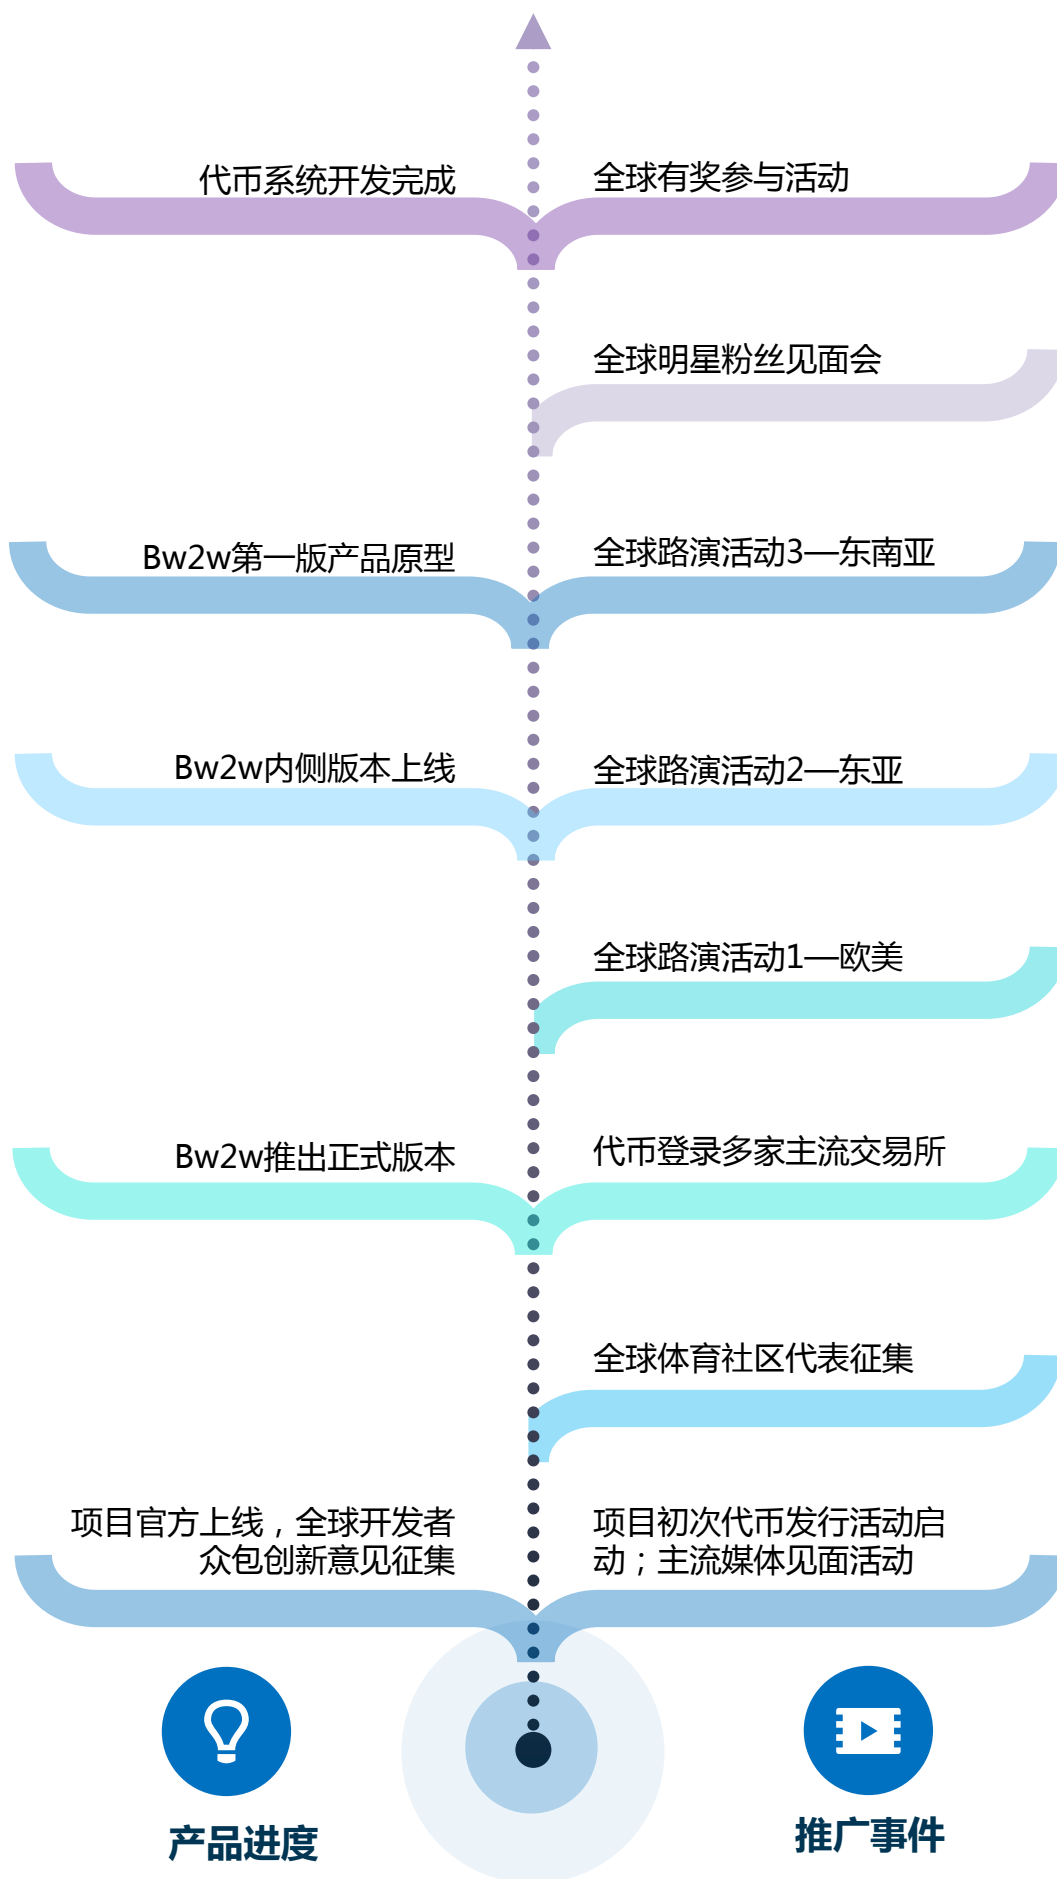 代币系统开发完成
全球有奖参与活动
全球明星粉丝见面会
Bw2w第一版产品原型
全球路演活动3—东南亚
Bw2w内侧版本上线
全球路演活动2—东亚
全球路演活动1—欧美
Bw2w推出正式版本
代币登录多家主流交易所
全球体育社区代表征集
项目官方上线，全球开发者
众包创新意见征集
项目初次代币发行活动启
动；主流媒体见面活动
产品进度
推广事件